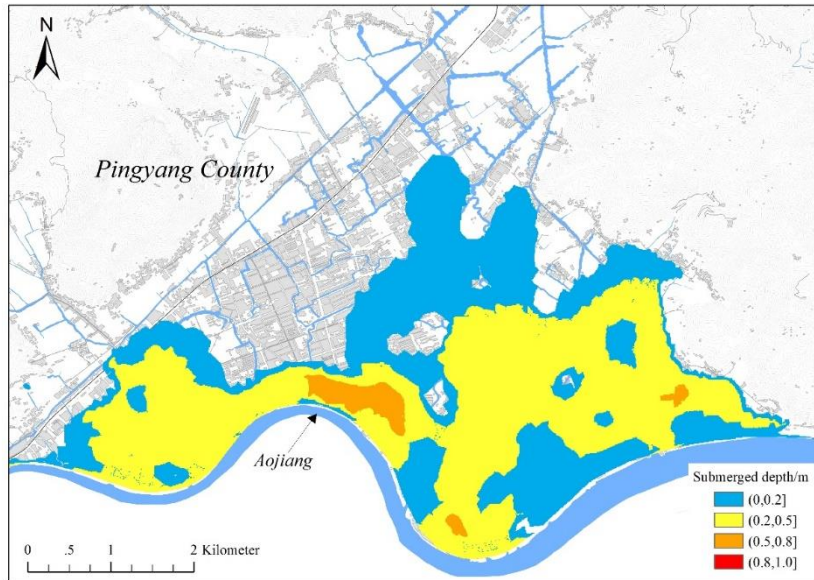 N
Pingyang County
Aojiang
Submerged depth/m
(0,0.2]
(0.2,0.5]
(0.5,0.8]
(0.8,1.0]
0 .5 1 2 Kilometer